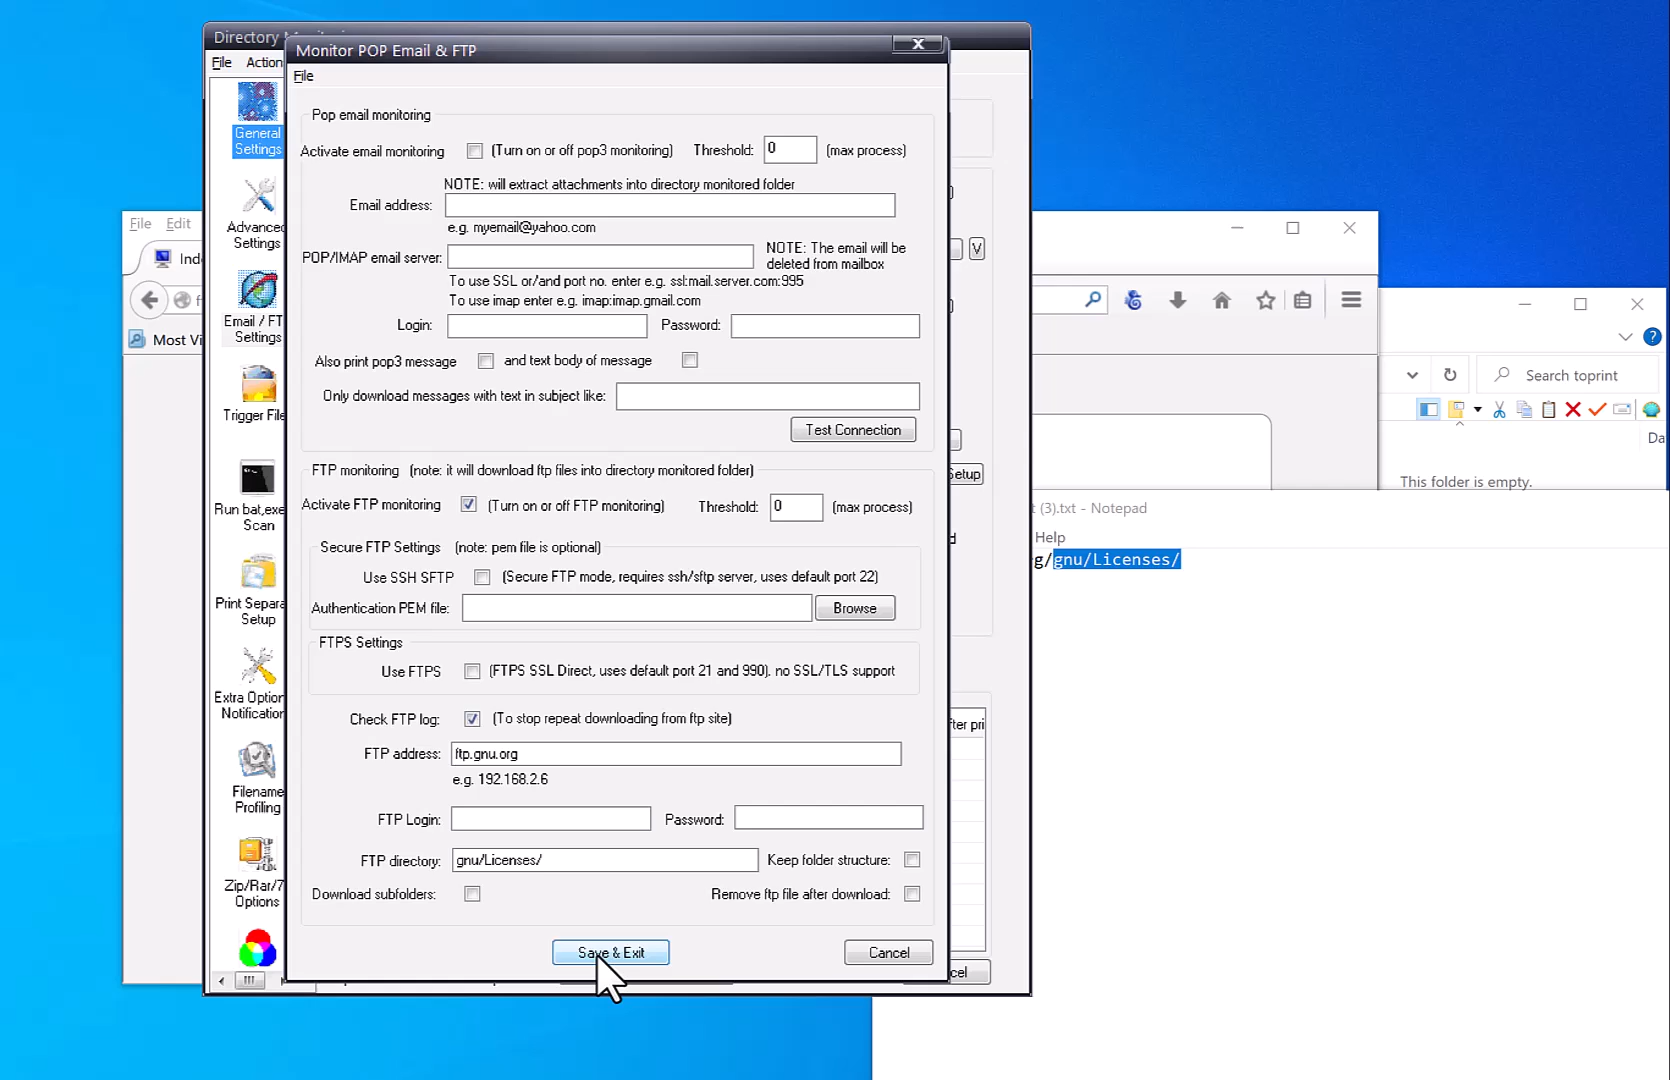 Directory
File Action
General
Settings
Advanced
Settings
Email / FT
Settings
Trigger File
Run bat,exe
Scan
Print Separa
Setup
Extra Option
Notification
Filename
Profiling
Zip/Rar/7
Options
Monitor POP Email & FTP
File
Pop email monitoring
Activate email monitoring (Turn on or off pop3 monitoring) Threshold: 0 (max process)
NOTE: will extract attachments into directory monitored folder
Email address:
e.g. myemail@yahoo.com
POP/IMAP email server: NOTE: The email will be
deleted from mailbox
To use SSL or/and port no. enter e.g. ssl:mail.server.com:995
To use imap enter e.g. imap:imap.gmail.com
Login: Password:
Also print pop3 message and text body of message
Only download messages with text in subject like:
Test Connection
FTP monitoring (note: it will download ftp files into directory monitored folder)
Activate FTP monitoring (Turn on or off FTP monitoring) Threshold: 0 (max process)
Secure FTP Settings (note: pem file is optional)
Use SSH SFTP (Secure FTP mode, requires ssh/sftp server, uses default port 22)
Authentication PEM file: Browse
FTPS Settings
Use FTPS (FTPS SSL Direct, uses default port 21 and 990). no SSL/TLS support
Check FTP log: (To stop repeat downloading from ftp site)
FTP address: ftp.gnu.org
e.g. 192.168.2.6
FTP Login: Password:
FTP directory: gnu/Licenses/ Keep folder structure:
Download subfolders: Remove ftp file after download:
Save & Exit Cancel
V
Setup
fter pri
cel
File Edit
Inde
f
Most Vi
Search toprint
Da
This folder is empty.
t (3).txt - Notepad
Help
g/gnu/Licenses/